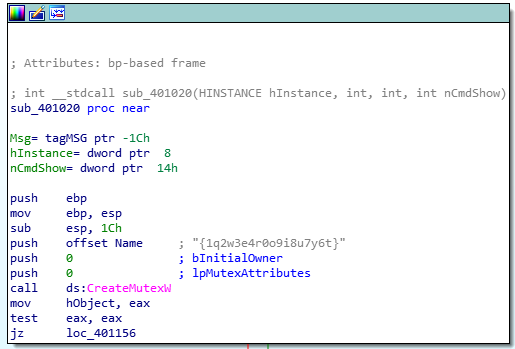 ; Attributes: bp-based frame
; int __stdcall sub_401020(HINSTANCE hInstance, int, int, int nCmdShow)
sub_401020 proc near
Msg= tagMSG ptr -1Ch
hInstance= dword ptr  8
nCmdShow= dword ptr  14h
push    ebp
mov     ebp, esp
sub     esp, 1Ch
push    offset Name     ; "{1q2w3e4r0o9i8u7y6t}"
push    0               ; bInitialOwner
push    0               ; lpMutexAttributes
call    ds:CreateMutexW
mov     hObject, eax
test    eax, eax
jz      loc_401156